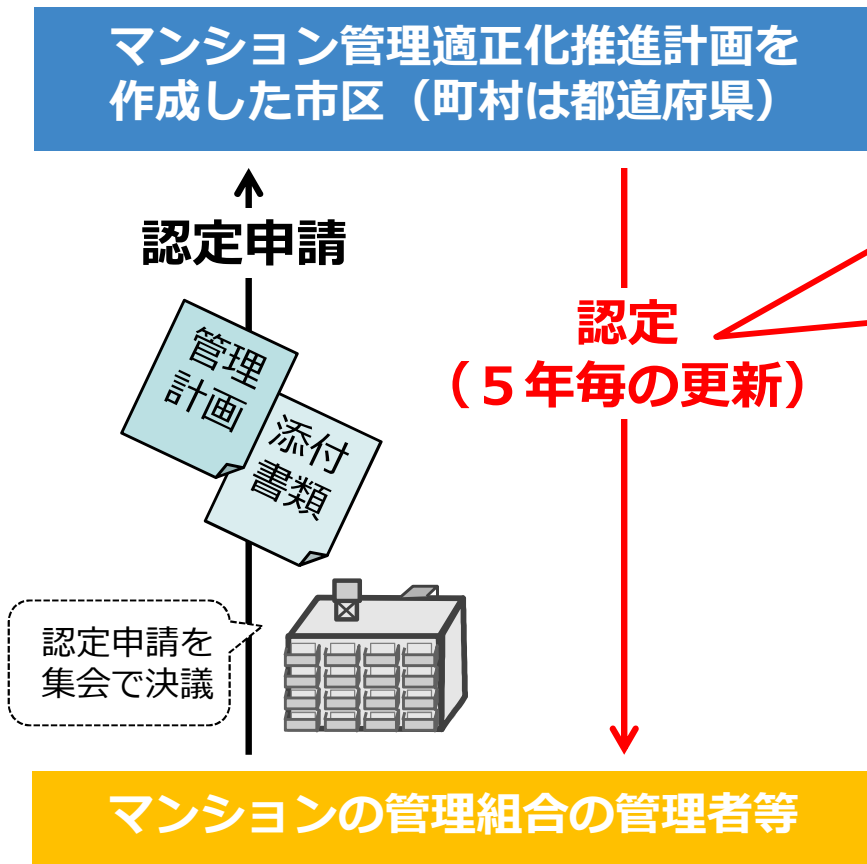 マンション管理適正化推進計画を
作成した市区（町村は都道府県）
認定申請
管理
計画
添付
書類
認定申請を
集会で決議
認定
（５年毎の更新）
マンションの管理組合の管理者等